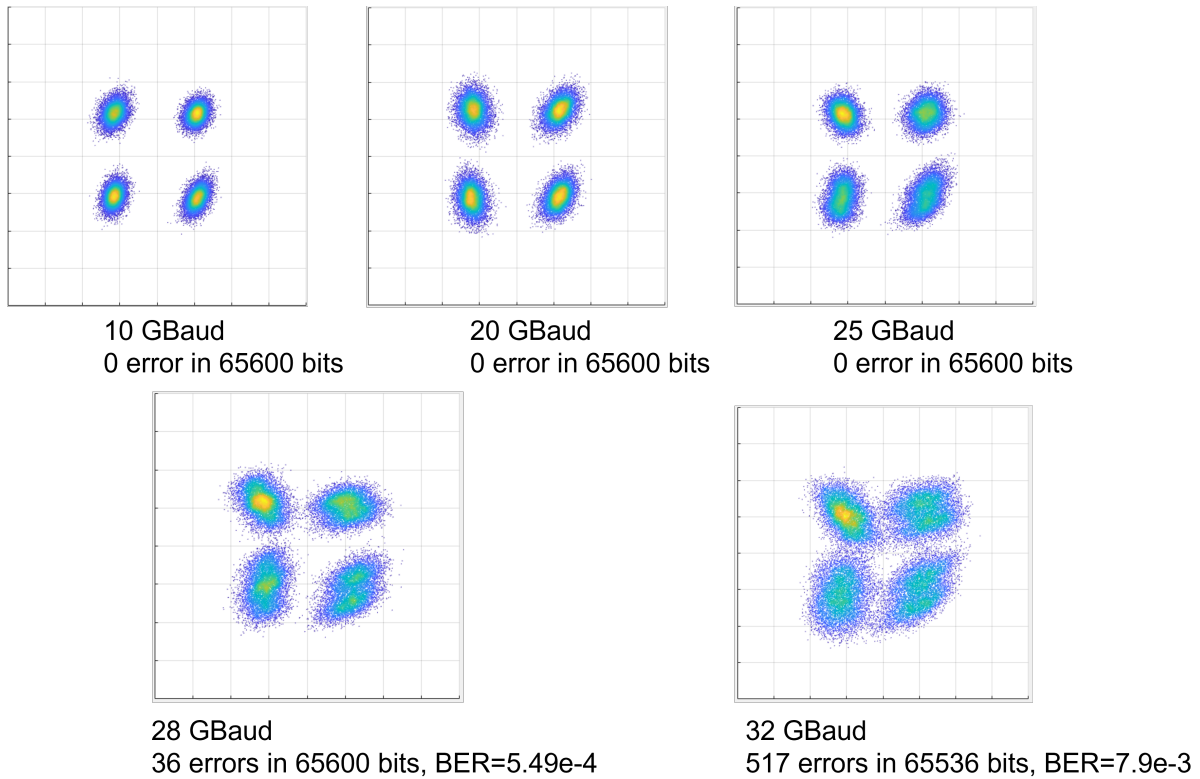 10 GBaud
0 error in 65600 bits
20 GBaud
0 error in 65600 bits
25 GBaud
0 error in 65600 bits
28 GBaud
36 errors in 65600 bits, BER=5.49e-4
32 GBaud
517 errors in 65536 bits, BER=7.9e-3